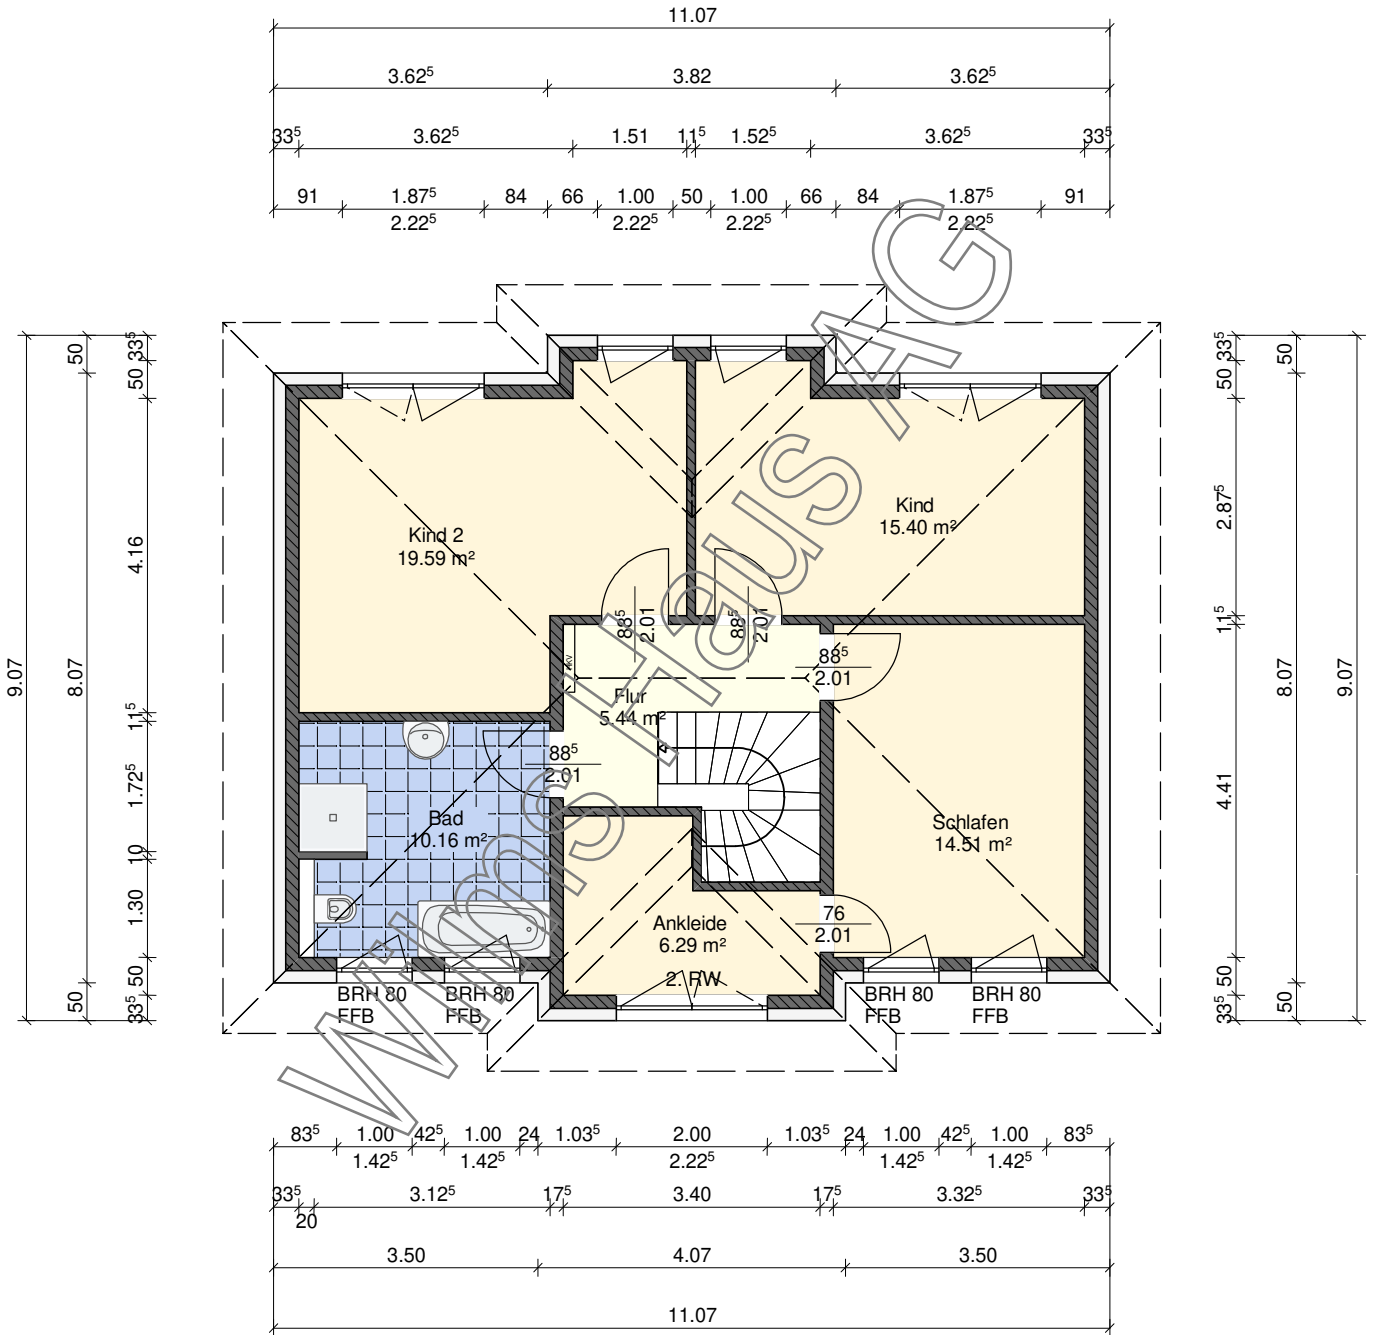 11.07
3.62⁵ 3.82 3.62⁵
33⁵ 3.62⁵ 1.51 11⁵ 1.52⁵ 3.62⁵ 33⁵
91 1.87⁵ 84 66 1.00 50 1.00 66 84 1.87⁵ 91
2.22⁵ 2.22⁵ 2.22⁵ 2.22⁵
9.07
8.07
50
50
33⁵
50
4.16
11⁵
1.72⁵
10
1.30
50
33⁵
Kind 2
19.59 m²
Kind
15.40 m²
88⁵
2.01
88⁵
2.01
88⁵
2.01
HKV
Flur
5.44 m²
88⁵
2.01
Bad
10.16 m²
Schlafen
14.51 m²
Ankleide
6.29 m²
76
2.01
2. RW
BRH 80
FFB
BRH 80
FFB
BRH 80
FFB
BRH 80
FFB
Wilms Haus AG
33⁵
50
2.87⁵
11⁵
4.41
50
33⁵
50
8.07
50
9.07
83⁵ 1.00 42⁵ 1.00 24 1.03⁵ 2.00 1.03⁵ 24 1.00 42⁵ 1.00 83⁵
1.42⁵ 1.42⁵ 2.22⁵ 1.42⁵ 1.42⁵
33⁵ 3.12⁵ 17⁵ 3.40 17⁵ 3.32⁵ 33⁵
20
3.50 4.07 3.50
11.07